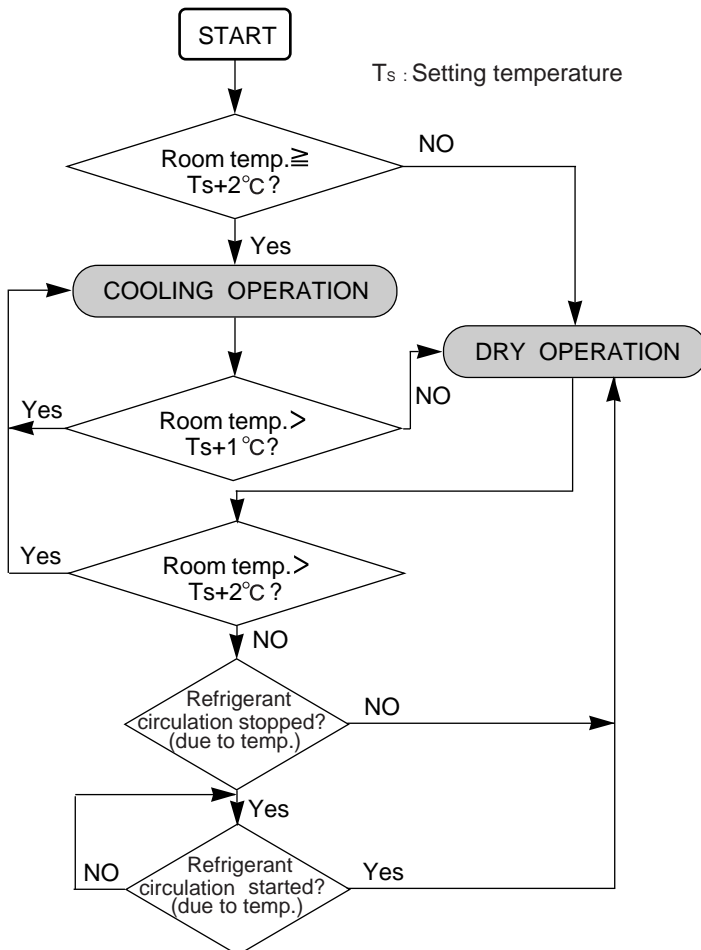 START
Ts : Setting temperature
Room temp.≧
Ts+2℃?
NO
Yes
COOLING OPERATION
DRY OPERATION
NO
Yes
Room temp.>
Ts+1℃?
Yes
Room temp.>
Ts+2℃?
NO
Refrigerant
circulation stopped?
(due to temp.)
NO
Yes
Refrigerant
circulation started?
(due to temp.)
NO
Yes